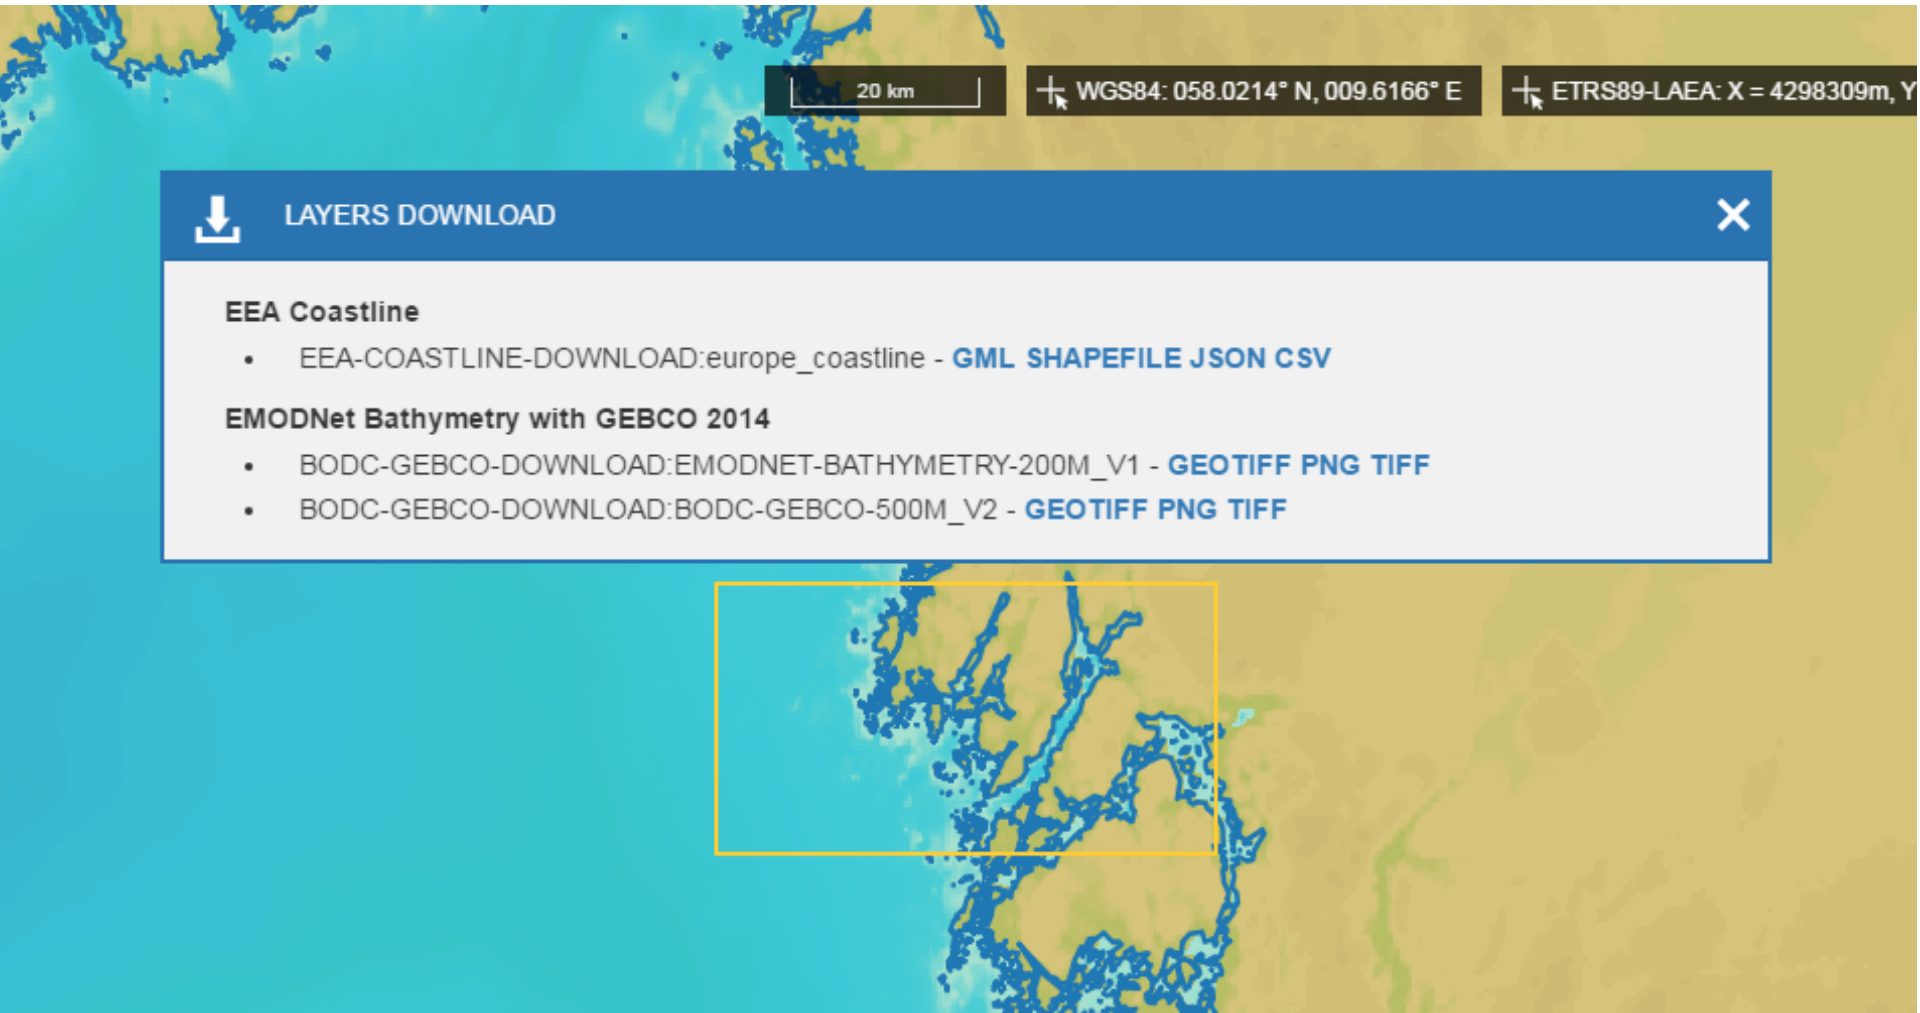 20 km
WGS84: 058.0214° N, 009.6166° E
ETRS89-LAEA: X = 4298309m, Y
LAYERS DOWNLOAD
EEA Coastline
• EEA-COASTLINE-DOWNLOAD:europe_coastline - GML SHAPEFILE JSON CSV
EMODNet Bathymetry with GEBCO 2014
• BODC-GEBCO-DOWNLOAD:EMODNET-BATHYMETRY-200M_V1 - GEOTIFF PNG TIFF
• BODC-GEBCO-DOWNLOAD:BODC-GEBCO-500M_V2 - GEOTIFF PNG TIFF